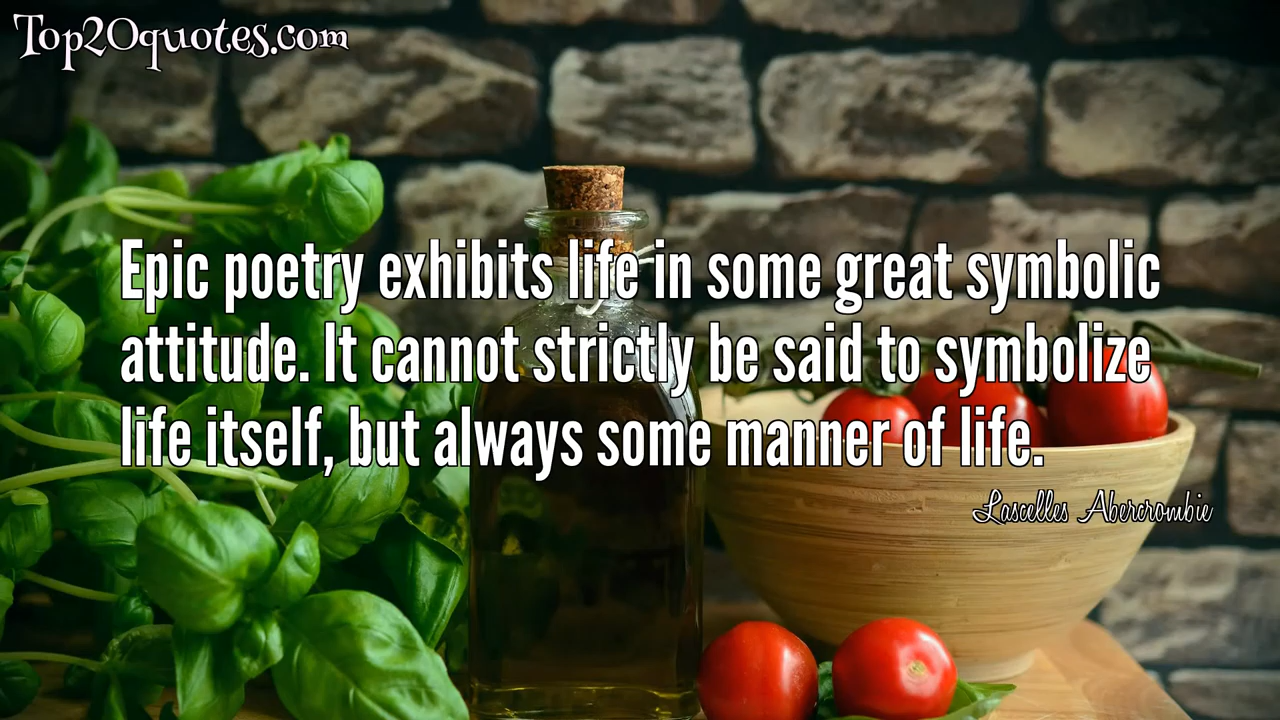 Top20quotes.com
Epic poetry exhibits life in some great symbolic
attitude. It cannot strictly be said to symbolize
life itself, but always some manner of life.
Lascelles Abercrombie